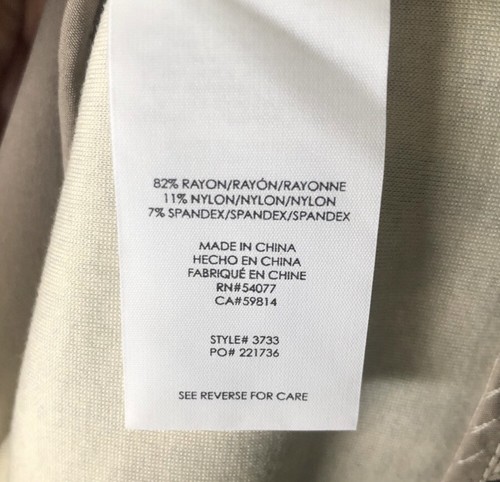 82% RAYON/RAYÓN/RAYONNE
11% NYLON/NYLON/NYLON
7% SPANDEX/SPANDEX/SPANDEX
MADE IN CHINA
HECHO EN CHINA
FABRIQUÉ EN CHINE
RN#54077
CA#59814
STYLE# 3733
PO# 221736
SEE REVERSE FOR CARE